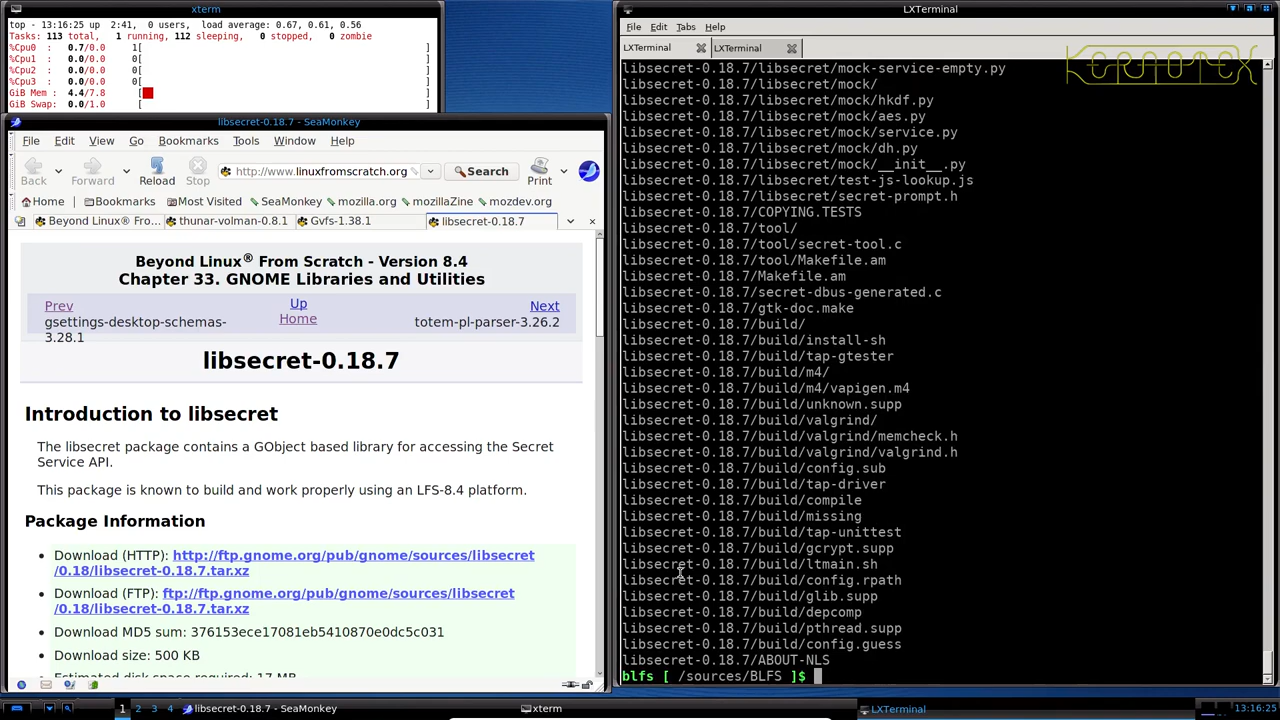 xterm
top - 13:16:25 up  2:41,  0 users,  load average: 0.67, 0.61, 0.56
Tasks: 113 total,   1 running, 112 sleeping,   0 stopped,   0 zombie
%Cpu0  :   0.7/0.0     1[                    ]
%Cpu1  :   0.0/0.0     0[                    ]
%Cpu2  :   0.0/0.0     0[                    ]
%Cpu3  :   0.0/0.0     0[                    ]
GiB Mem :  4.4/7.8      [                    ]
GiB Swap:  0.0/1.0      [                    ]
libsecret-0.18.7 - SeaMonkey
File Edit View Go Bookmarks Tools Window Help
Back Forward Reload Stop http://www.linuxfromscratch.org Search Print
Home Bookmarks Most Visited SeaMonkey mozilla.org mozillaZine mozdev.org
Beyond Linux® Fro... thunar-volman-0.8.1 Gvfs-1.38.1 libsecret-0.18.7
Beyond Linux® From Scratch - Version 8.4
Chapter 33. GNOME Libraries and Utilities
Prev Up Next
gsettings-desktop-schemas-3.28.1 Home totem-pl-parser-3.26.2
libsecret-0.18.7
Introduction to libsecret
The libsecret package contains a GObject based library for accessing the Secret
Service API.
This package is known to build and work properly using an LFS-8.4 platform.
Package Information
Download (HTTP): http://ftp.gnome.org/pub/gnome/sources/libsecret
/0.18/libsecret-0.18.7.tar.xz
Download (FTP): ftp://ftp.gnome.org/pub/gnome/sources/libsecret
/0.18/libsecret-0.18.7.tar.xz
Download MD5 sum: 376153ece17081eb5410870e0dc5c031
Download size: 500 KB
Estimated disk space required: 17 MB
LXTerminal
File Edit Tabs Help
LXTerminal LXTerminal
KERNOTEX
libsecret-0.18.7/libsecret/mock-service-empty.py
libsecret-0.18.7/libsecret/mock/
libsecret-0.18.7/libsecret/mock/hkdf.py
libsecret-0.18.7/libsecret/mock/aes.py
libsecret-0.18.7/libsecret/mock/service.py
libsecret-0.18.7/libsecret/mock/dh.py
libsecret-0.18.7/libsecret/mock/__init__.py
libsecret-0.18.7/libsecret/test-js-lookup.js
libsecret-0.18.7/libsecret/secret-prompt.h
libsecret-0.18.7/COPYING.TESTS
libsecret-0.18.7/tool/
libsecret-0.18.7/tool/secret-tool.c
libsecret-0.18.7/tool/Makefile.am
libsecret-0.18.7/Makefile.am
libsecret-0.18.7/secret-dbus-generated.c
libsecret-0.18.7/gtk-doc.make
libsecret-0.18.7/build/
libsecret-0.18.7/build/install-sh
libsecret-0.18.7/build/tap-gtester
libsecret-0.18.7/build/m4/
libsecret-0.18.7/build/m4/vapigen.m4
libsecret-0.18.7/build/unknown.supp
libsecret-0.18.7/build/valgrind/
libsecret-0.18.7/build/valgrind/memcheck.h
libsecret-0.18.7/build/valgrind/valgrind.h
libsecret-0.18.7/build/config.sub
libsecret-0.18.7/build/tap-driver
libsecret-0.18.7/build/compile
libsecret-0.18.7/build/missing
libsecret-0.18.7/build/tap-unittest
libsecret-0.18.7/build/gcrypt.supp
libsecret-0.18.7/build/ltmain.sh
libsecret-0.18.7/build/config.rpath
libsecret-0.18.7/build/glib.supp
libsecret-0.18.7/build/depcomp
libsecret-0.18.7/build/pthread.supp
libsecret-0.18.7/build/config.guess
libsecret-0.18.7/ABOUT-NLS
blfs [ /sources/BLFS ]$
1 2 3 4 libsecret-0.18.7 - SeaMonkey xterm LXTerminal 13:16:25